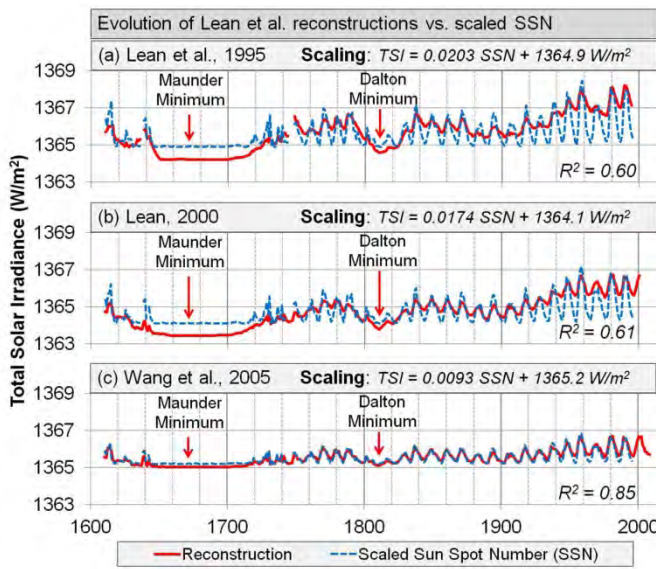 Evolution of Lean et al. reconstructions vs. scaled SSN
(a) Lean et al., 1995 Scaling: TSI = 0.0203 SSN + 1364.9 W/m²
Maunder Minimum
Dalton Minimum
R² = 0.60
1369
1367
1365
1363
(b) Lean, 2000 Scaling: TSI = 0.0174 SSN + 1364.1 W/m²
Maunder Minimum
Dalton Minimum
R² = 0.61
1369
1367
1365
1363
(c) Wang et al., 2005 Scaling: TSI = 0.0093 SSN + 1365.2 W/m²
Maunder Minimum
Dalton Minimum
R² = 0.85
1369
1367
1365
1363
Total Solar Irradiance (W/m²)
1600 1700 1800 1900 2000
Reconstruction Scaled Sun Spot Number (SSN)